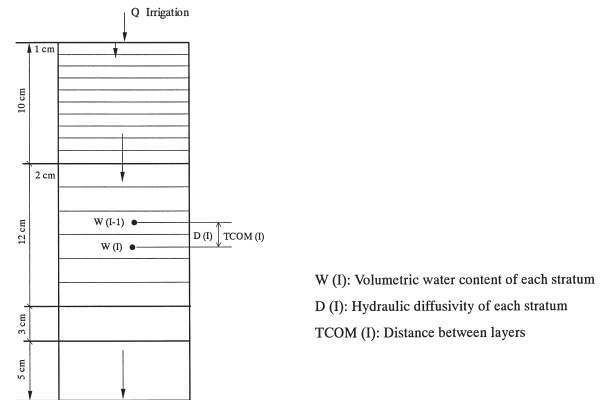 Q Irrigation
1 cm
10 cm
2 cm
W (I-1)
D (I)
TCOM (I)
W (I)
12 cm
3 cm
5 cm
W (I): Volumetric water content of each stratum
D (I): Hydraulic diffusivity of each stratum
TCOM (I): Distance between layers